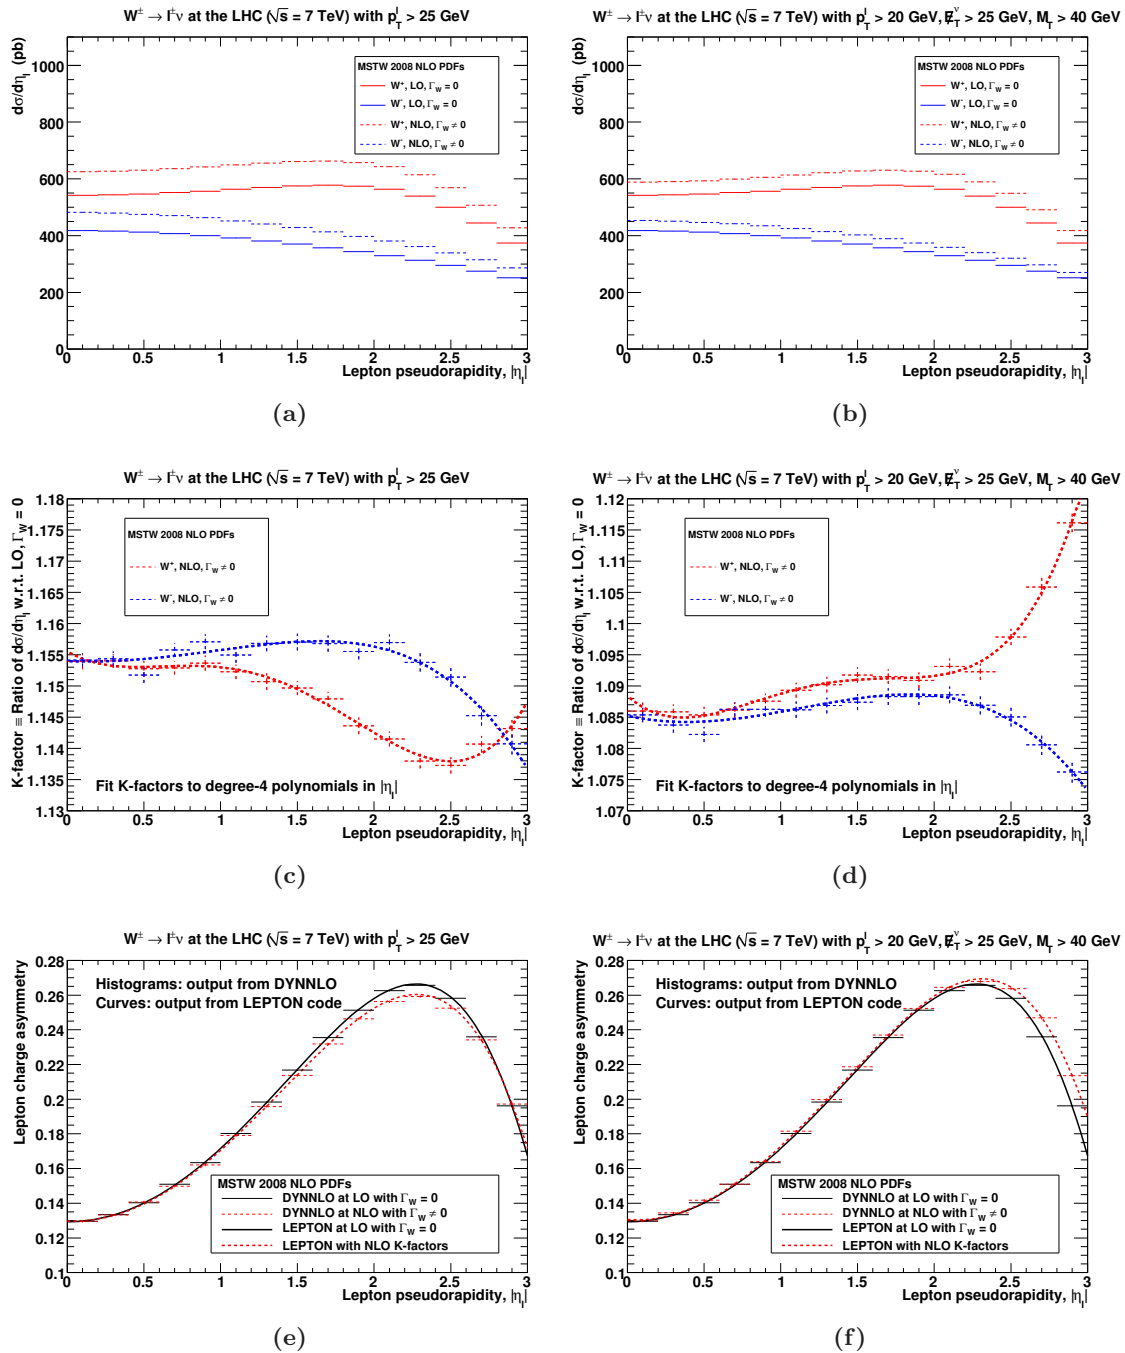 W± → l±ν at the LHC (√s = 7 TeV) with p_T^l > 25 GeV
dσ/dη_l (pb)
1000
800
600
400
200
0
MSTW 2008 NLO PDFs
W⁺, LO, Γ_W = 0
W⁻, LO, Γ_W = 0
W⁺, NLO, Γ_W ≠ 0
W⁻, NLO, Γ_W ≠ 0
0 0.5 1 1.5 2 2.5 3
Lepton pseudorapidity, |η_l|
(a)
W± → l±ν at the LHC (√s = 7 TeV) with p_T^l > 20 GeV, E̸_T^ν > 25 GeV, M_T > 40 GeV
dσ/dη_l (pb)
1000
800
600
400
200
0
MSTW 2008 NLO PDFs
W⁺, LO, Γ_W = 0
W⁻, LO, Γ_W = 0
W⁺, NLO, Γ_W ≠ 0
W⁻, NLO, Γ_W ≠ 0
0 0.5 1 1.5 2 2.5 3
Lepton pseudorapidity, |η_l|
(b)
W± → l±ν at the LHC (√s = 7 TeV) with p_T^l > 25 GeV
K-factor ≡ Ratio of dσ/dη_l w.r.t. LO, Γ_W = 0
1.18
1.175
1.17
1.165
1.16
1.155
1.15
1.145
1.14
1.135
1.13
MSTW 2008 NLO PDFs
W⁺, NLO, Γ_W ≠ 0
W⁻, NLO, Γ_W ≠ 0
Fit K-factors to degree-4 polynomials in |η_l|
0 0.5 1 1.5 2 2.5 3
Lepton pseudorapidity, |η_l|
(c)
W± → l±ν at the LHC (√s = 7 TeV) with p_T^l > 20 GeV, E̸_T^ν > 25 GeV, M_T > 40 GeV
K-factor ≡ Ratio of dσ/dη_l w.r.t. LO, Γ_W = 0
1.12
1.115
1.11
1.105
1.1
1.095
1.09
1.085
1.08
1.075
1.07
MSTW 2008 NLO PDFs
W⁺, NLO, Γ_W ≠ 0
W⁻, NLO, Γ_W ≠ 0
Fit K-factors to degree-4 polynomials in |η_l|
0 0.5 1 1.5 2 2.5 3
Lepton pseudorapidity, |η_l|
(d)
W± → l±ν at the LHC (√s = 7 TeV) with p_T^l > 25 GeV
Lepton charge asymmetry
0.28
0.26
0.24
0.22
0.2
0.18
0.16
0.14
0.12
0.1
Histograms: output from DYNNLO
Curves: output from LEPTON code
MSTW 2008 NLO PDFs
DYNNLO at LO with Γ_W = 0
DYNNLO at NLO with Γ_W ≠ 0
LEPTON at LO with Γ_W = 0
LEPTON with NLO K-factors
0 0.5 1 1.5 2 2.5 3
Lepton pseudorapidity, |η_l|
(e)
W± → l±ν at the LHC (√s = 7 TeV) with p_T^l > 20 GeV, E̸_T^ν > 25 GeV, M_T > 40 GeV
Lepton charge asymmetry
0.28
0.26
0.24
0.22
0.2
0.18
0.16
0.14
0.12
0.1
Histograms: output from DYNNLO
Curves: output from LEPTON code
MSTW 2008 NLO PDFs
DYNNLO at LO with Γ_W = 0
DYNNLO at NLO with Γ_W ≠ 0
LEPTON at LO with Γ_W = 0
LEPTON with NLO K-factors
0 0.5 1 1.5 2 2.5 3
Lepton pseudorapidity, |η_l|
(f)